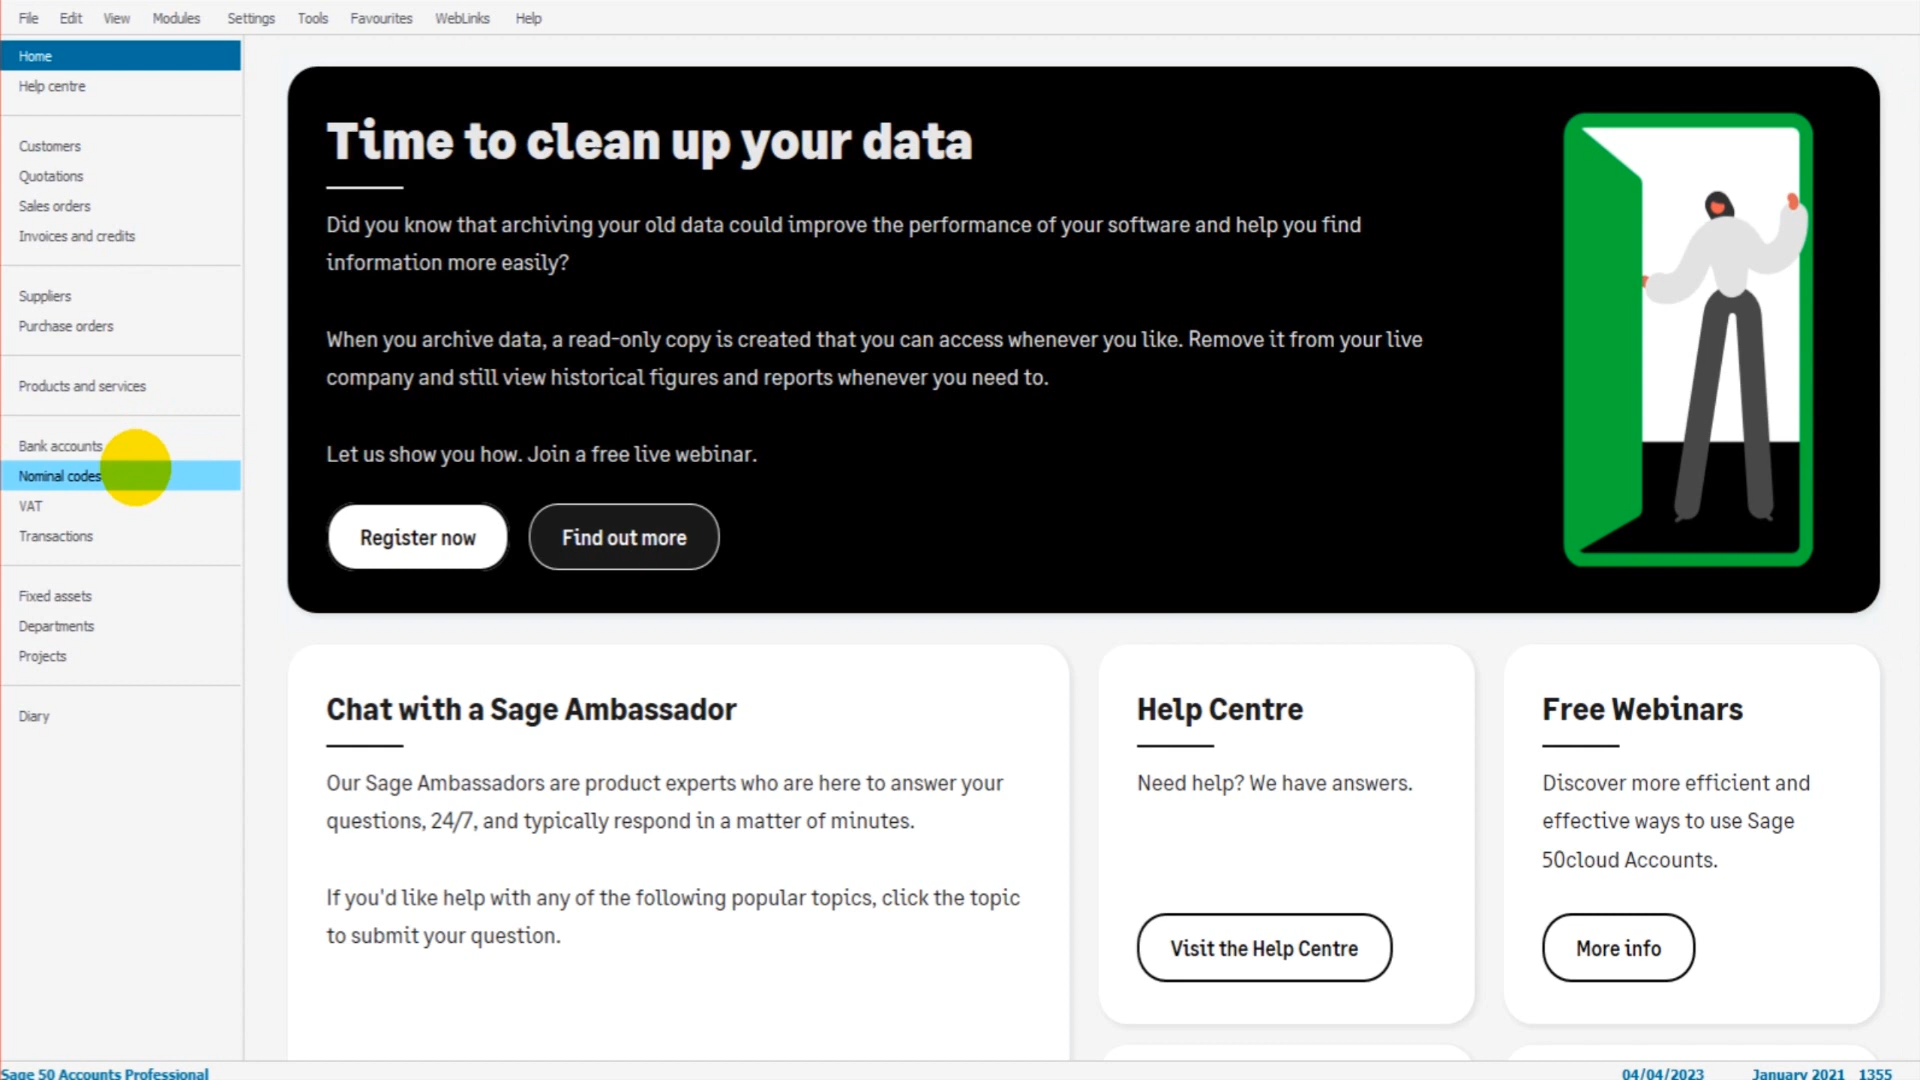 File Edit View Modules Settings Tools Favourites WebLinks Help
Home
Help centre
Customers
Quotations
Sales orders
Invoices and credits
Suppliers
Purchase orders
Products and services
Bank accounts
Nominal codes
VAT
Transactions
Fixed assets
Departments
Projects
Diary
Time to clean up your data
Did you know that archiving your old data could improve the performance of your software and help you find
information more easily?
When you archive data, a read-only copy is created that you can access whenever you like. Remove it from your live
company and still view historical figures and reports whenever you need to.
Let us show you how. Join a free live webinar.
Register now
Find out more
Chat with a Sage Ambassador
Our Sage Ambassadors are product experts who are here to answer your
questions, 24/7, and typically respond in a matter of minutes.
If you'd like help with any of the following popular topics, click the topic
to submit your question.
Help Centre
Need help? We have answers.
Visit the Help Centre
Free Webinars
Discover more efficient and
effective ways to use Sage
50cloud Accounts.
More info
Sage 50 Accounts Professional
04/04/2023 January 2021 1355